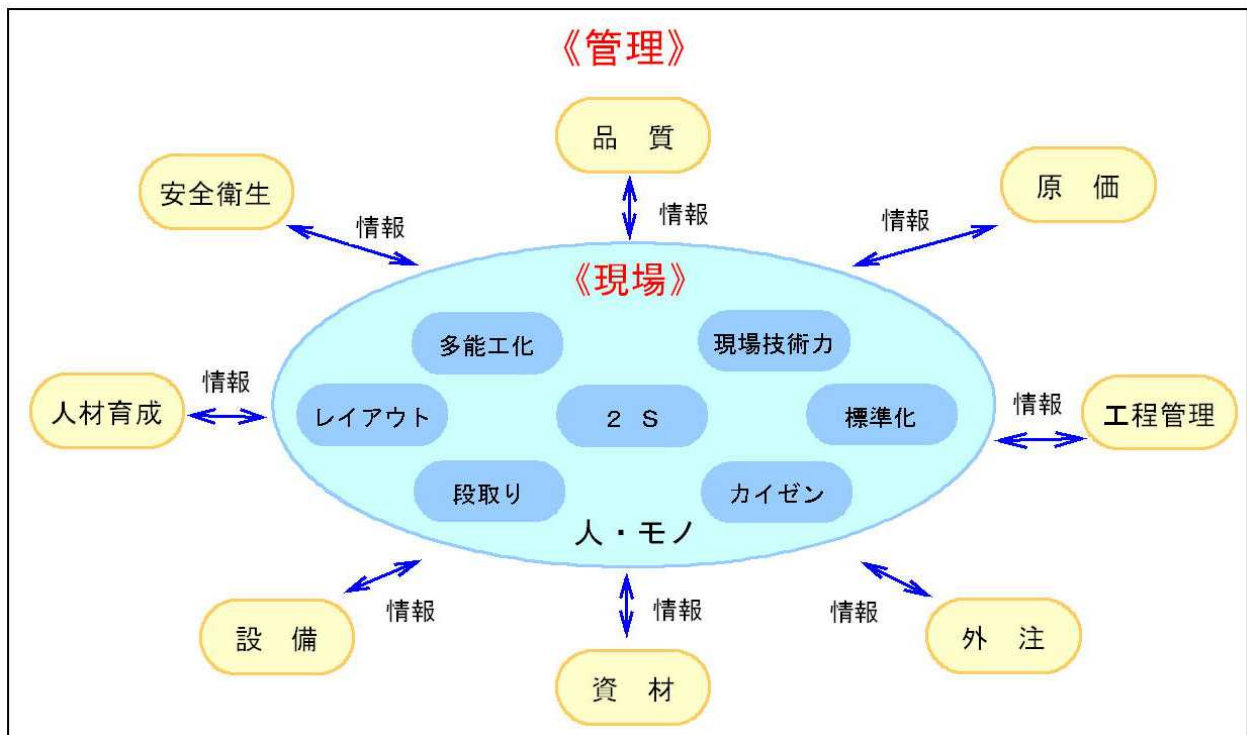 《管理》
品　質
安全衛生
原　価
情報
情報
情報
《現場》
多能工化
現場技術力
人材育成
情報
レイアウト
２　Ｓ
標準化
情報
工程管理
段取り
カイゼン
人・モノ
設　備
情報
情報
情報
外　注
資　材